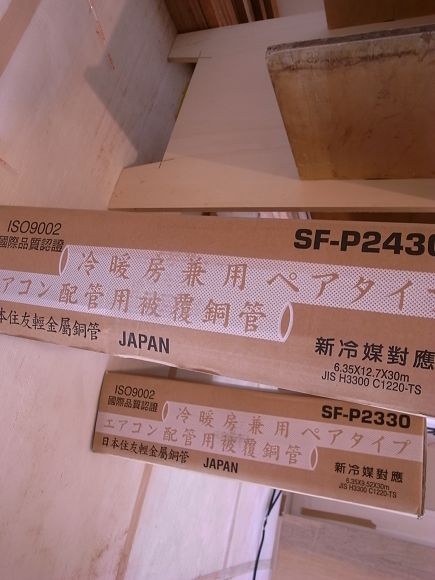 ISO9002
國際品質認證
SF-P2430
冷暖房兼用 ペアタイプ
エアコン 配管用被覆銅管
日本住友輕金屬銅管 JAPAN
新冷媒對應
6.35X12.7X30m
JIS H3300 C1220-TS
ISO9002
國際品質認證
SF-P2330
冷暖房兼用 ペアタイプ
エアコン 配管用被覆銅管
日本住友輕金屬銅管 JAPAN
新冷媒對應
6.35X9.52X30m
JIS H3300 C1220-TS